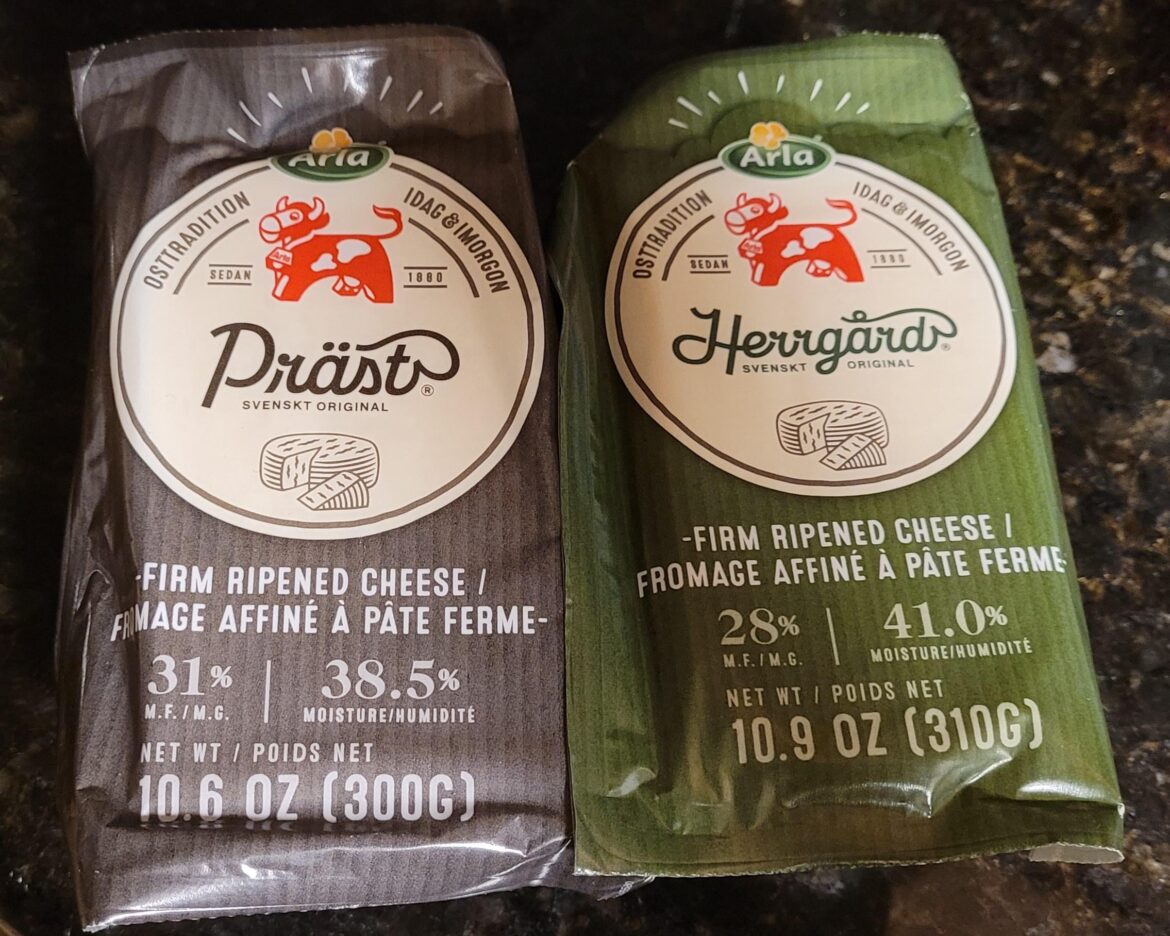 Arla
OSTTRADITION
IDAG & IMORGON
Arla
SEDAN
1880
Präst®
SVENSKT ORIGINAL
-FIRM RIPENED CHEESE /
FROMAGE AFFINÉ À PÂTE FERME-
31% 38.5%
M.F. / M.G. MOISTURE/HUMIDITÉ
NET WT / POIDS NET
10.6 OZ (300G)
Arla
OSTTRADITION
IDAG & IMORGON
Arla
SEDAN
1880
Herrgård®
SVENSKT ORIGINAL
-FIRM RIPENED CHEESE /
FROMAGE AFFINÉ À PÂTE FERME-
28% 41.0%
M.F. / M.G. MOISTURE/HUMIDITÉ
NET WT / POIDS NET
10.9 OZ (310G)